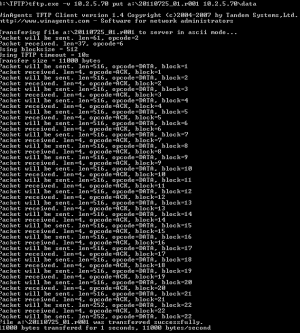 \TFTP>tftp.exe -v 10.2.5.70 put a:\20110725_01.r001 10.2.5.70\data
WinAgents TFTP Client version 1.4 Copyright (c)2004-2007 by Tandem Systems,Ltd.
http://www.winagents.com - Software for network administrators
Transfering file a:\20110725_01.r001 to server in ascii mode...
Packet will be sent. len=61, opcode=2
Packet received. len=37, opcode=6
Using blocksize = 512
Using TFTP timeout = 10s
Transfer size = 11000 bytes
Packet will be sent. len=516, opcode=DATA, block=1
Packet received. len=4, opcode=ACK, block=1
Packet will be sent. len=516, opcode=DATA, block=2
Packet received. len=4, opcode=ACK, block=2
Packet will be sent. len=516, opcode=DATA, block=3
Packet received. len=4, opcode=ACK, block=3
Packet will be sent. len=516, opcode=DATA, block=4
Packet received. len=4, opcode=ACK, block=4
Packet will be sent. len=516, opcode=DATA, block=5
Packet received. len=4, opcode=ACK, block=5
Packet will be sent. len=516, opcode=DATA, block=6
Packet received. len=4, opcode=ACK, block=6
Packet will be sent. len=516, opcode=DATA, block=7
Packet received. len=4, opcode=ACK, block=7
Packet will be sent. len=516, opcode=DATA, block=8
Packet received. len=4, opcode=ACK, block=8
Packet will be sent. len=516, opcode=DATA, block=9
Packet received. len=4, opcode=ACK, block=9
Packet will be sent. len=516, opcode=DATA, block=10
Packet received. len=4, opcode=ACK, block=10
Packet will be sent. len=516, opcode=DATA, block=11
Packet received. len=4, opcode=ACK, block=11
Packet will be sent. len=516, opcode=DATA, block=12
Packet received. len=4, opcode=ACK, block=12
Packet will be sent. len=516, opcode=DATA, block=13
Packet received. len=4, opcode=ACK, block=13
Packet will be sent. len=516, opcode=DATA, block=14
Packet received. len=4, opcode=ACK, block=14
Packet will be sent. len=516, opcode=DATA, block=15
Packet received. len=4, opcode=ACK, block=15
Packet will be sent. len=516, opcode=DATA, block=16
Packet received. len=4, opcode=ACK, block=16
Packet will be sent. len=516, opcode=DATA, block=17
Packet received. len=4, opcode=ACK, block=17
Packet will be sent. len=516, opcode=DATA, block=18
Packet received. len=4, opcode=ACK, block=18
Packet will be sent. len=516, opcode=DATA, block=19
Packet received. len=4, opcode=ACK, block=19
Packet will be sent. len=516, opcode=DATA, block=20
Packet received. len=4, opcode=ACK, block=20
Packet will be sent. len=516, opcode=DATA, block=21
Packet received. len=4, opcode=ACK, block=21
Packet will be sent. len=252, opcode=DATA, block=22
Packet will be sent. len=252, opcode=DATA, block=22
File a:\20110725_01.r001 was transferred successfully.
11000 bytes transfered for 1 seconds, 11000 bytes/second